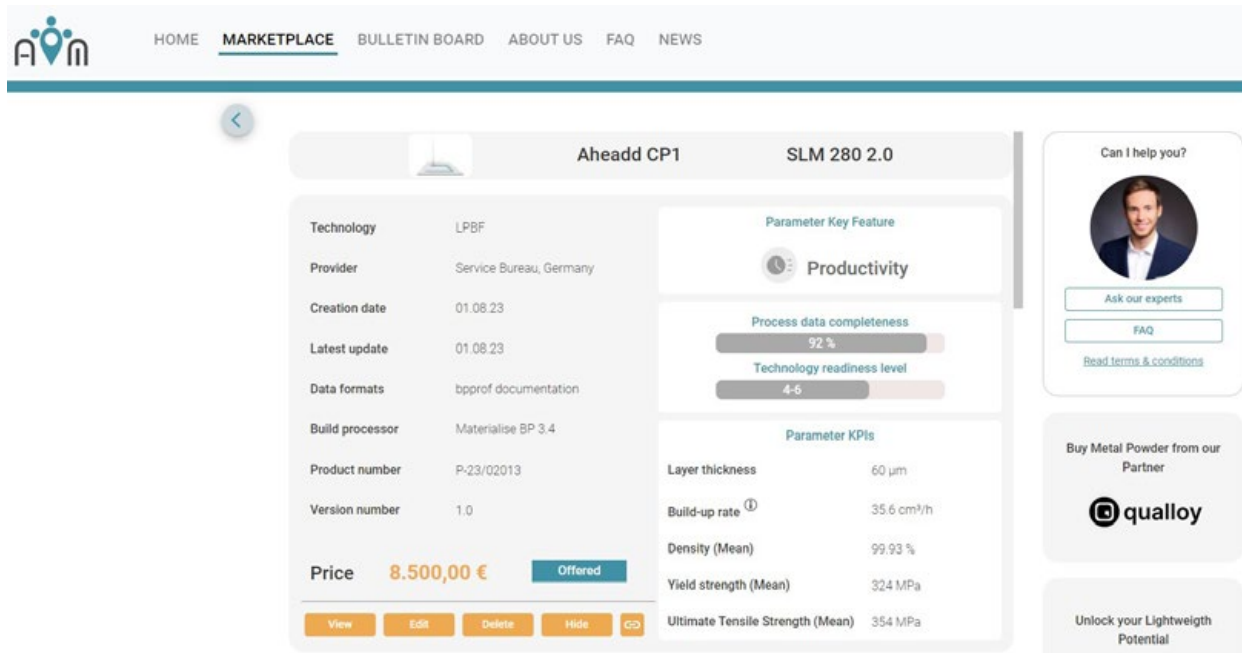 AM
HOME MARKETPLACE BULLETIN BOARD ABOUT US FAQ NEWS
Aheadd CP1 SLM 280 2.0
Technology LPBF
Provider Service Bureau, Germany
Creation date 01.08.23
Latest update 01.08.23
Data formats bpprof documentation
Build processor Materialise BP 3.4
Product number P-23/02013
Version number 1.0
Price 8.500,00 € Offered
View Edit Delete Hide
Parameter Key Feature
Productivity
Process data completeness
92 %
Technology readiness level
4-6
Parameter KPIs
Layer thickness 60 µm
Build-up rate ⓘ 35.6 cm³/h
Density (Mean) 99.93 %
Yield strength (Mean) 324 MPa
Ultimate Tensile Strength (Mean) 354 MPa
Can I help you?
Ask our experts
FAQ
Read terms & conditions
Buy Metal Powder from our
Partner
qualloy
Unlock your Lightweigth
Potential